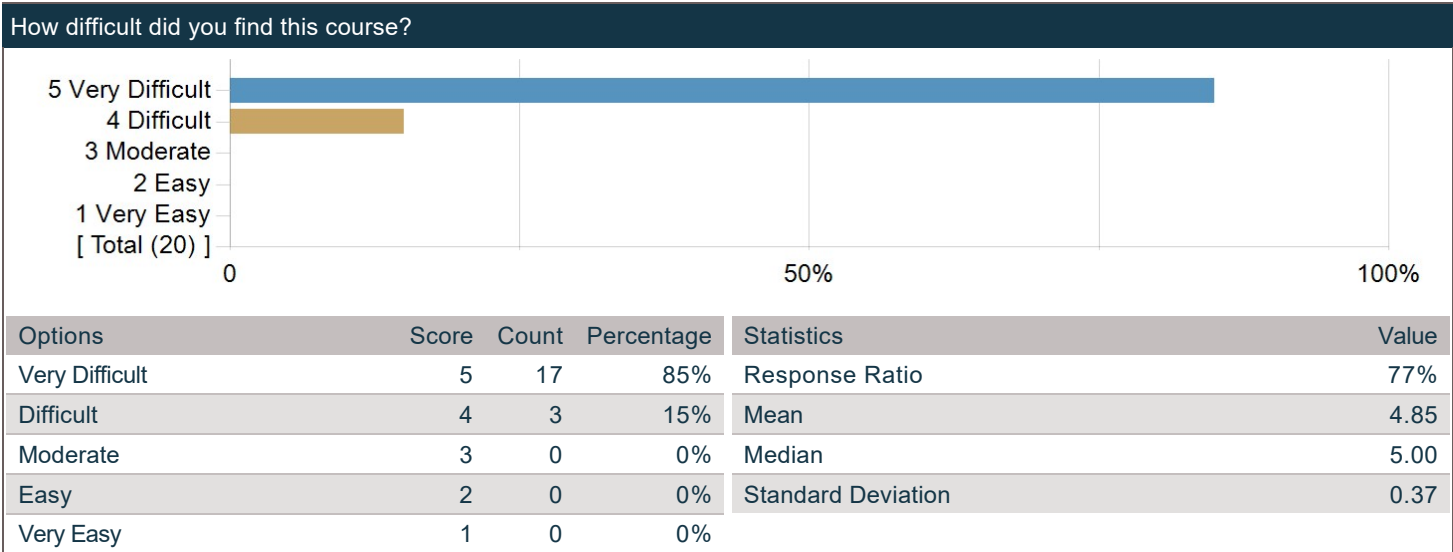 How difficult did you find this course?
5 Very Difficult
4 Difficult
3 Moderate
2 Easy
1 Very Easy
[ Total (20) ]
0 50% 100%
Options Score Count Percentage
Very Difficult 5 17 85%
Difficult 4 3 15%
Moderate 3 0 0%
Easy 2 0 0%
Very Easy 1 0 0%
Statistics Value
Response Ratio 77%
Mean 4.85
Median 5.00
Standard Deviation 0.37